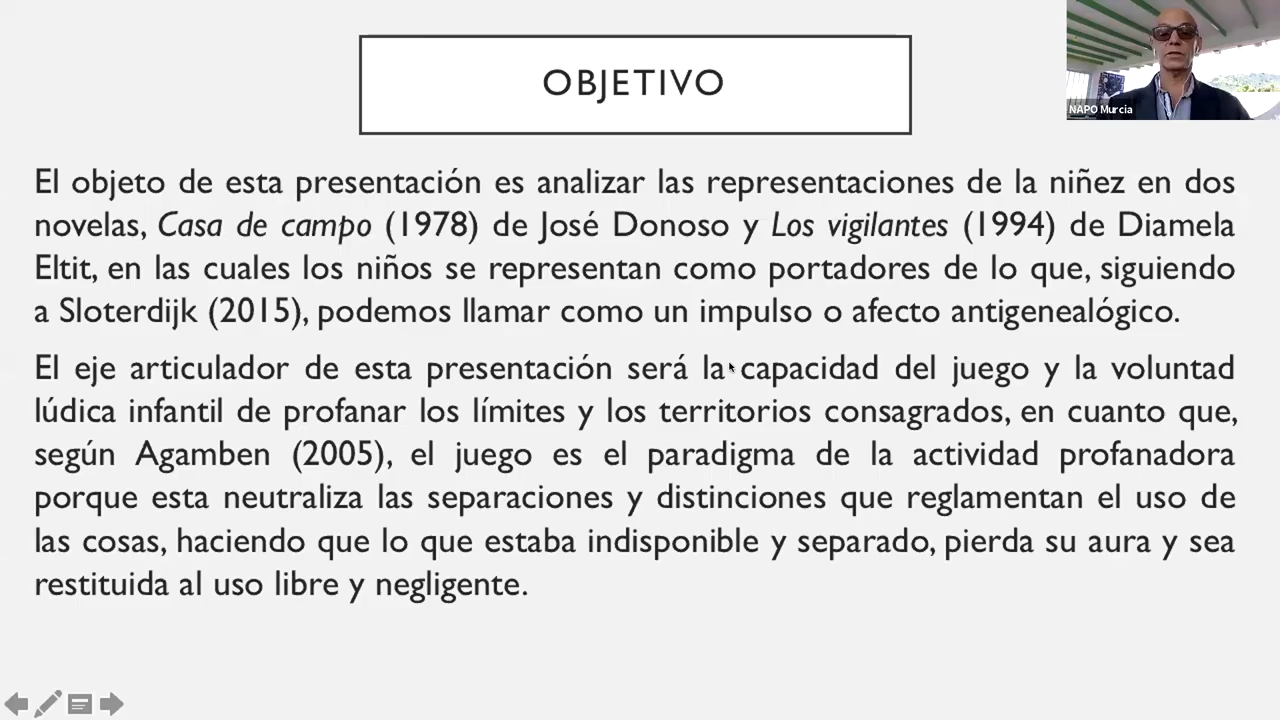 OBJETIVO
NAPO Murcia
El objeto de esta presentación es analizar las representaciones de la niñez en dos
novelas, Casa de campo (1978) de José Donoso y Los vigilantes (1994) de Diamela
Eltit, en las cuales los niños se representan como portadores de lo que, siguiendo
a Sloterdijk (2015), podemos llamar como un impulso o afecto antigenealógico.
El eje articulador de esta presentación será la capacidad del juego y la voluntad
lúdica infantil de profanar los límites y los territorios consagrados, en cuanto que,
según Agamben (2005), el juego es el paradigma de la actividad profanadora
porque esta neutraliza las separaciones y distinciones que reglamentan el uso de
las cosas, haciendo que lo que estaba indisponible y separado, pierda su aura y sea
restituida al uso libre y negligente.